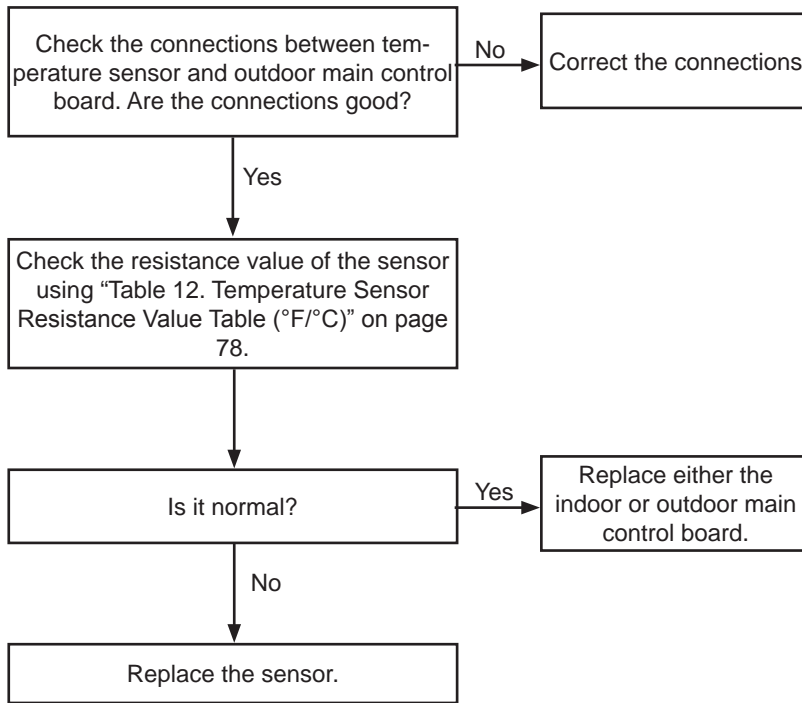 Check the connections between tem-
perature sensor and outdoor main control
board. Are the connections good?
No
Correct the connections.
Yes
Check the resistance value of the sensor
using “Table 12. Temperature Sensor
Resistance Value Table (°F/°C)” on page
78.
Is it normal?
Yes
Replace either the
indoor or outdoor main
control board.
No
Replace the sensor.